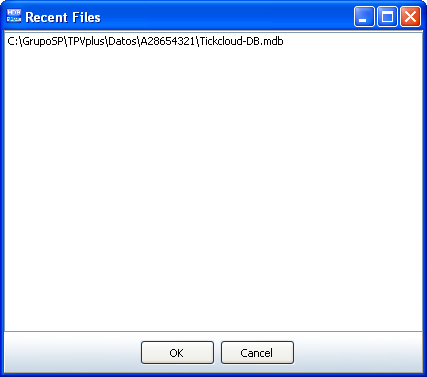 Recent Files
C:\GrupoSP\TPVplus\Datos\A28654321\Tickcloud-DB.mdb
OK
Cancel